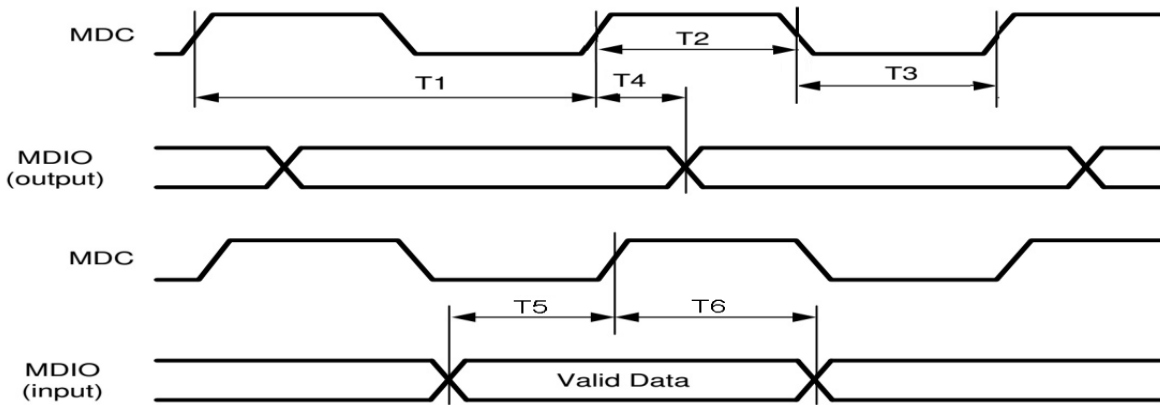 MDC
T2
T1
T4
T3
MDIO
(output)
MDC
T5
T6
MDIO
(input)
Valid Data